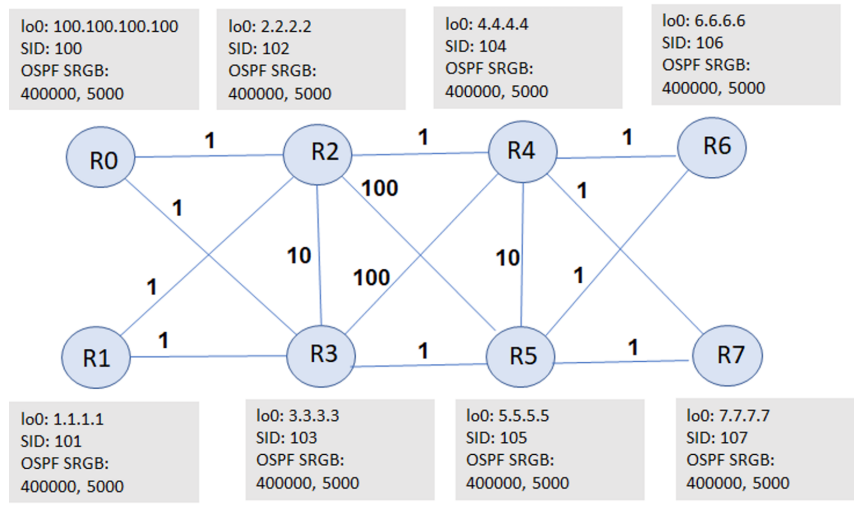 lo0: 100.100.100.100
SID: 100
OSPF SRGB:
400000, 5000
lo0: 2.2.2.2
SID: 102
OSPF SRGB:
400000, 5000
lo0: 4.4.4.4
SID: 104
OSPF SRGB:
400000, 5000
lo0: 6.6.6.6
SID: 106
OSPF SRGB:
400000, 5000
R0
1
R2
1
R4
1
R6
1
100
1
10
100
10
1
1
R1
1
R3
1
R5
1
R7
lo0: 1.1.1.1
SID: 101
OSPF SRGB:
400000, 5000
lo0: 3.3.3.3
SID: 103
OSPF SRGB:
400000, 5000
lo0: 5.5.5.5
SID: 105
OSPF SRGB:
400000, 5000
lo0: 7.7.7.7
SID: 107
OSPF SRGB:
400000, 5000